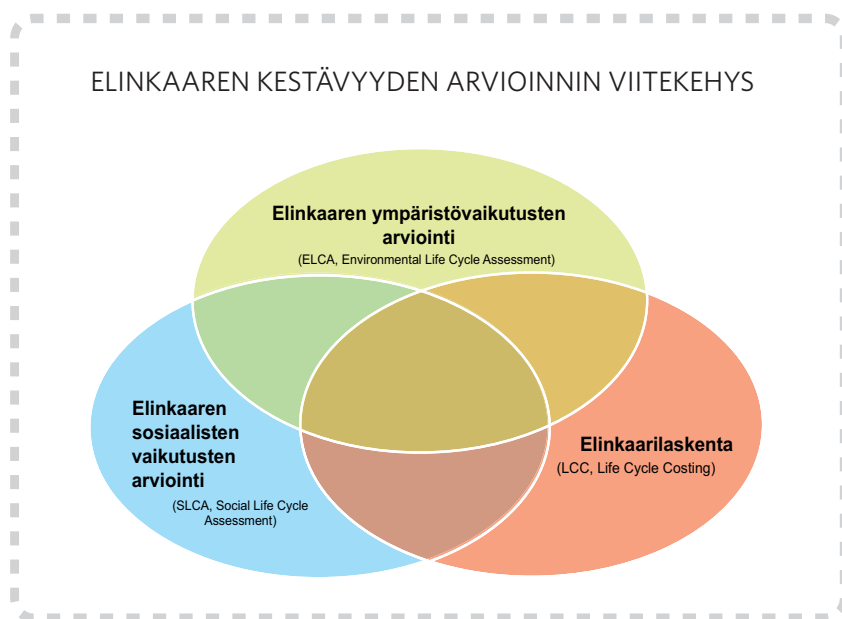 ELINKAAREN KESTÄVYYDEN ARVIOINNIN VIITEKEHYS
Elinkaaren ympäristövaikutusten
arviointi
(ELCA, Environmental Life Cycle Assessment)
Elinkaaren
sosiaalisten
vaikutusten
arviointi
(SLCA, Social Life Cycle
Assessment)
Elinkaarilaskenta
(LCC, Life Cycle Costing)